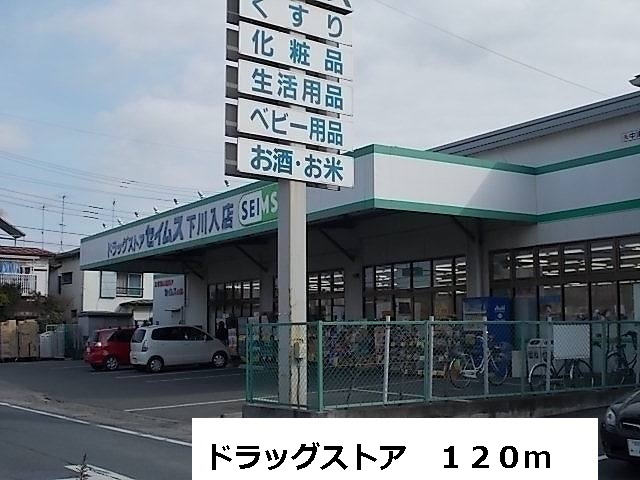 くすり
化粧品
生活用品
ベビー用品
お酒・お米
ドラッグストア セイムス 下川入店
SEIMS
ドラッグストア 120m